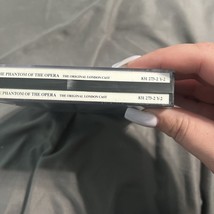 THE PHANTOM OF THE OPERA THE ORIGINAL LONDON CAST 831 273-2 Y-2
PHANTOM OF THE OPERA THE ORIGINAL LONDON CAST 831 273-2 Y-2